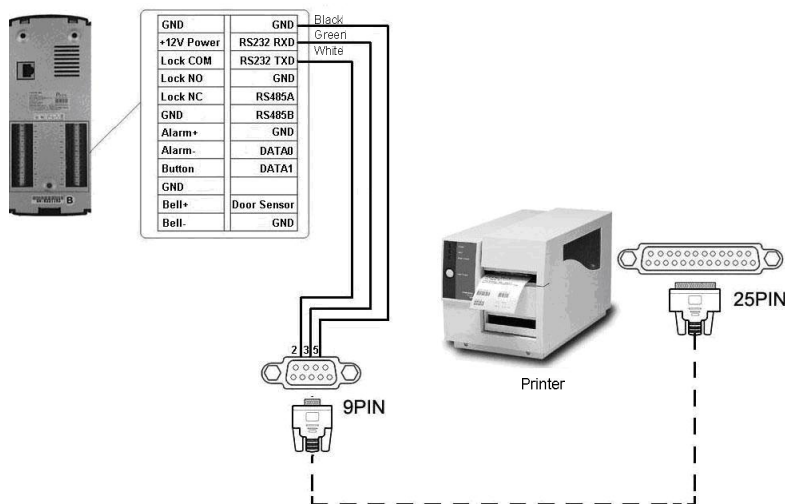 GND GND Black
+12V Power RS232 RXD Green
Lock COM RS232 TXD White
Lock NO GND
Lock NC RS485A
GND RS485B
Alarm+ GND
Alarm- DATA0
Button DATA1
GND
Bell+ Door Sensor
Bell- GND
B
2 3 5
9PIN
25PIN
Printer